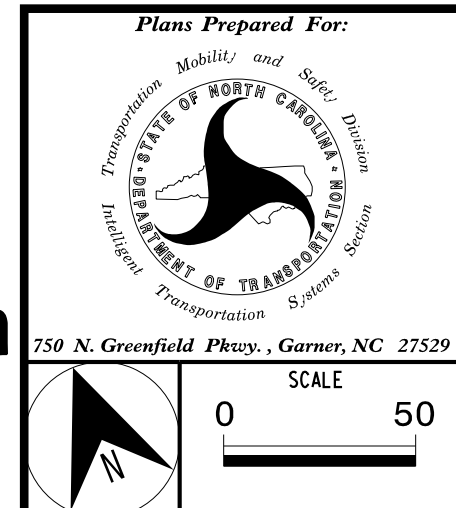 Plans Prepared For:
Transportation Mobility and Safety Division
STATE OF NORTH CAROLINA
DEPARTMENT OF TRANSPORTATION
Intelligent Transportation Systems Section
750 N. Greenfield Pkwy. , Garner, NC 27529
SCALE
0 50
N